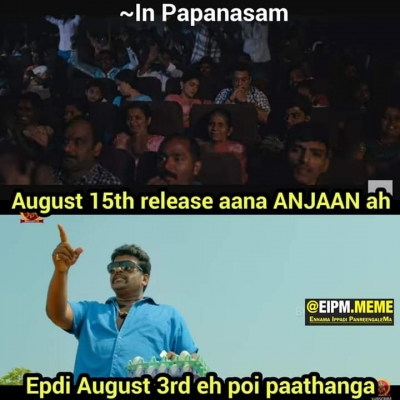 ~In Papanasam
August 15th release aana ANJAAN ah
@EIPM.MEME
Ennama Ippadi PanreengaleMa
Epdi August 3rd eh poi paathanga